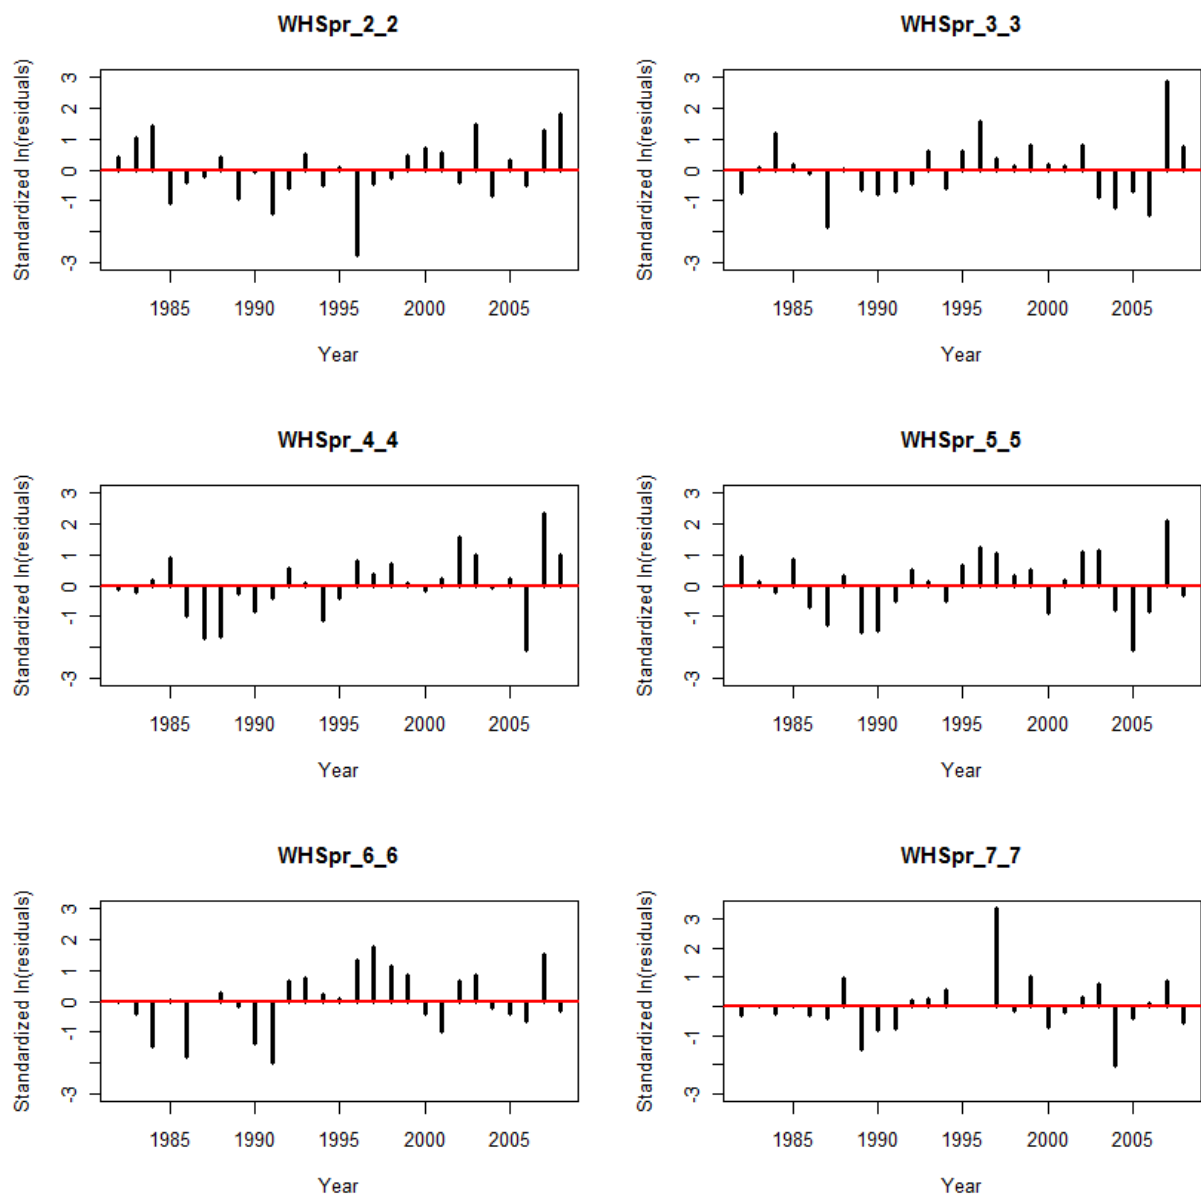 WHSpr_2_2
Standardized ln(residuals)
3
2
1
0
-1
-3
1985 1990 1995 2000 2005
Year
WHSpr_3_3
Standardized ln(residuals)
3
2
1
0
-1
-3
1985 1990 1995 2000 2005
Year
WHSpr_4_4
Standardized ln(residuals)
3
2
1
0
-1
-3
1985 1990 1995 2000 2005
Year
WHSpr_5_5
Standardized ln(residuals)
3
2
1
0
-1
-3
1985 1990 1995 2000 2005
Year
WHSpr_6_6
Standardized ln(residuals)
3
2
1
0
-1
-3
1985 1990 1995 2000 2005
Year
WHSpr_7_7
Standardized ln(residuals)
3
2
1
0
-1
-3
1985 1990 1995 2000 2005
Year